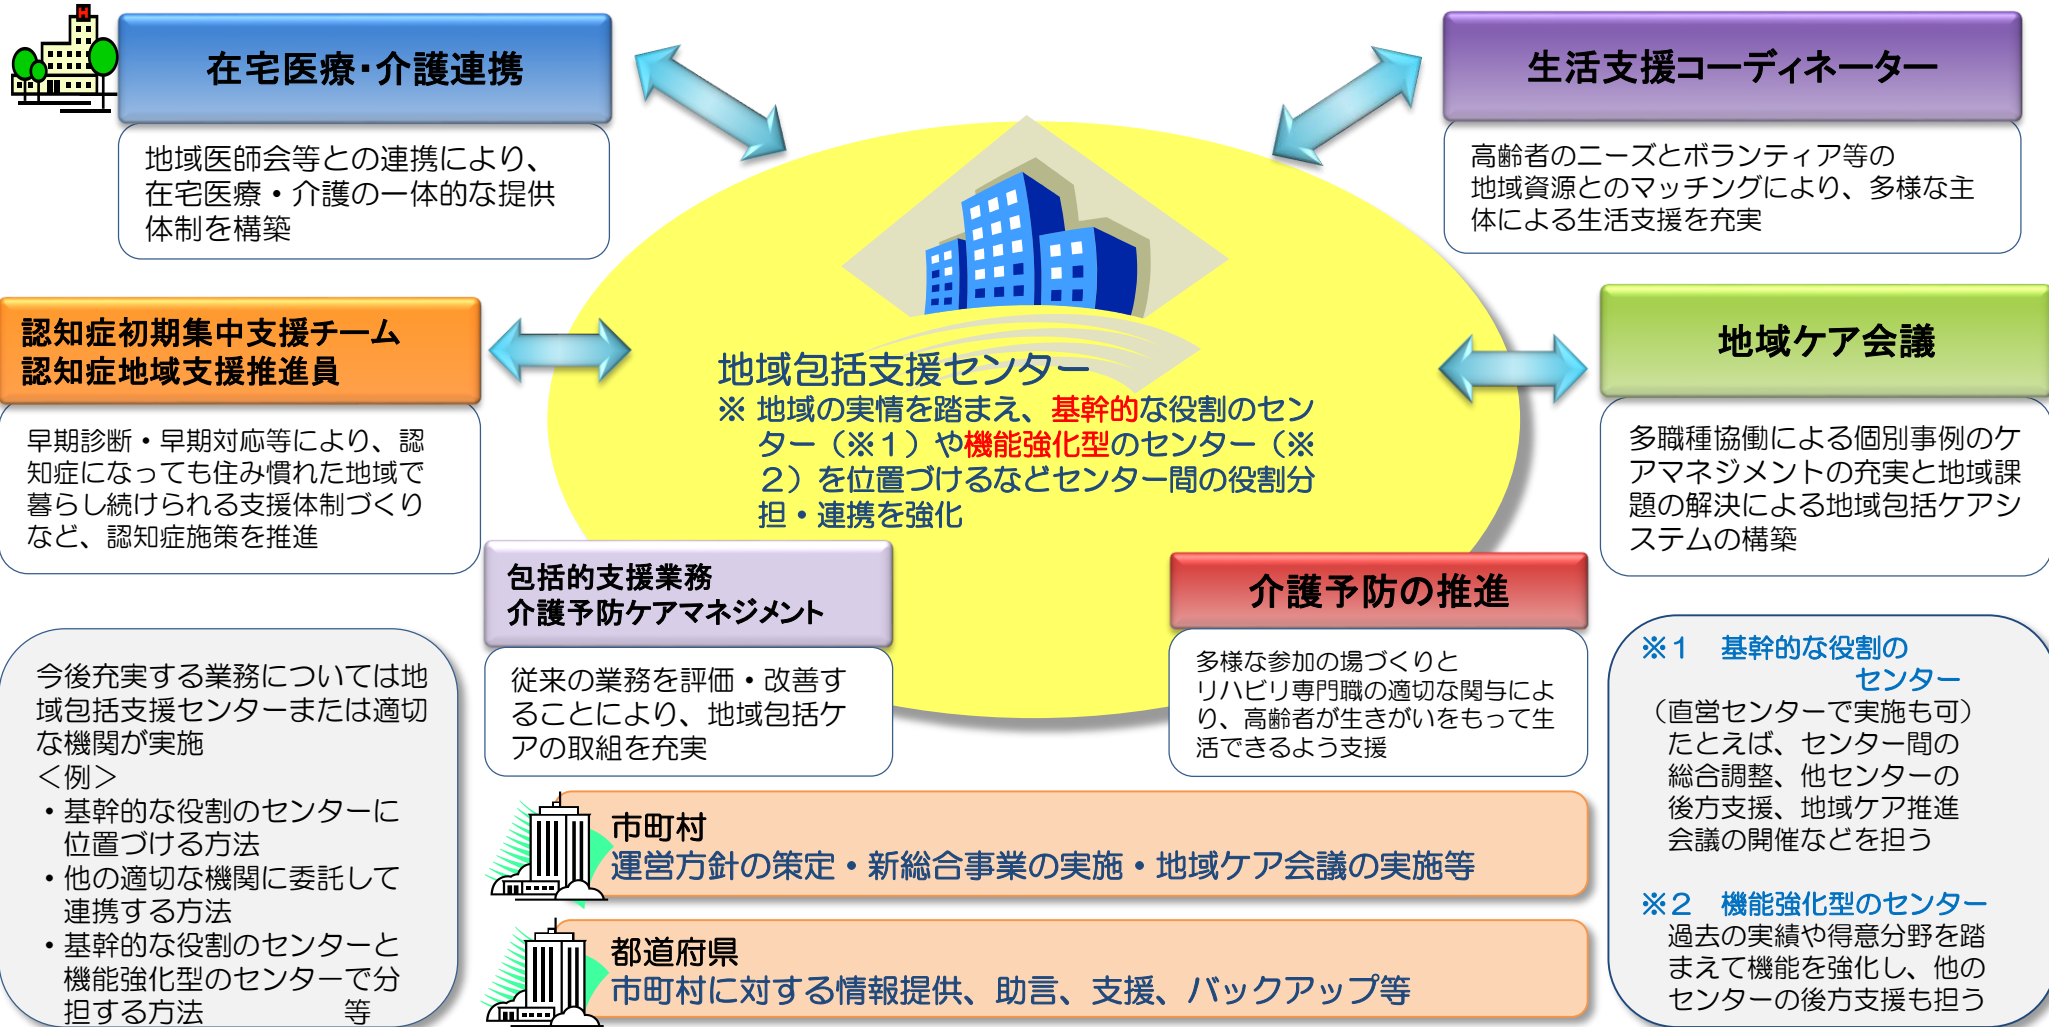 H
在宅医療・介護連携
地域医師会等との連携により、
在宅医療・介護の一体的な提供
体制を構築
生活支援コーディネーター
高齢者のニーズとボランティア等の
地域資源とのマッチングにより、多様な主
体による生活支援を充実
認知症初期集中支援チーム
認知症地域支援推進員
早期診断・早期対応等により、認
知症になっても住み慣れた地域で
暮らし続けられる支援体制づくり
など、認知症施策を推進
地域包括支援センター
※ 地域の実情を踏まえ、基幹的な役割のセン
ター（※１）や機能強化型のセンター（※
２）を位置づけるなどセンター間の役割分
担・連携を強化
地域ケア会議
多職種協働による個別事例のケ
アマネジメントの充実と地域課
題の解決による地域包括ケアシ
ステムの構築
包括的支援業務
介護予防ケアマネジメント
従来の業務を評価・改善す
ることにより、地域包括ケ
アの取組を充実
介護予防の推進
多様な参加の場づくりと
リハビリ専門職の適切な関与によ
り、高齢者が生きがいをもって生
活できるよう支援
今後充実する業務については地
域包括支援センターまたは適切
な機関が実施
＜例＞
・基幹的な役割のセンターに
位置づける方法
・他の適切な機関に委託して
連携する方法
・基幹的な役割のセンターと
機能強化型のセンターで分
担する方法　　　　　等
市町村
運営方針の策定・新総合事業の実施・地域ケア会議の実施等
都道府県
市町村に対する情報提供、助言、支援、バックアップ等
※１　基幹的な役割の
センター
（直営センターで実施も可）
たとえば、センター間の
総合調整、他センターの
後方支援、地域ケア推進
会議の開催などを担う
※２　機能強化型のセンター
過去の実績や得意分野を踏
まえて機能を強化し、他の
センターの後方支援も担う